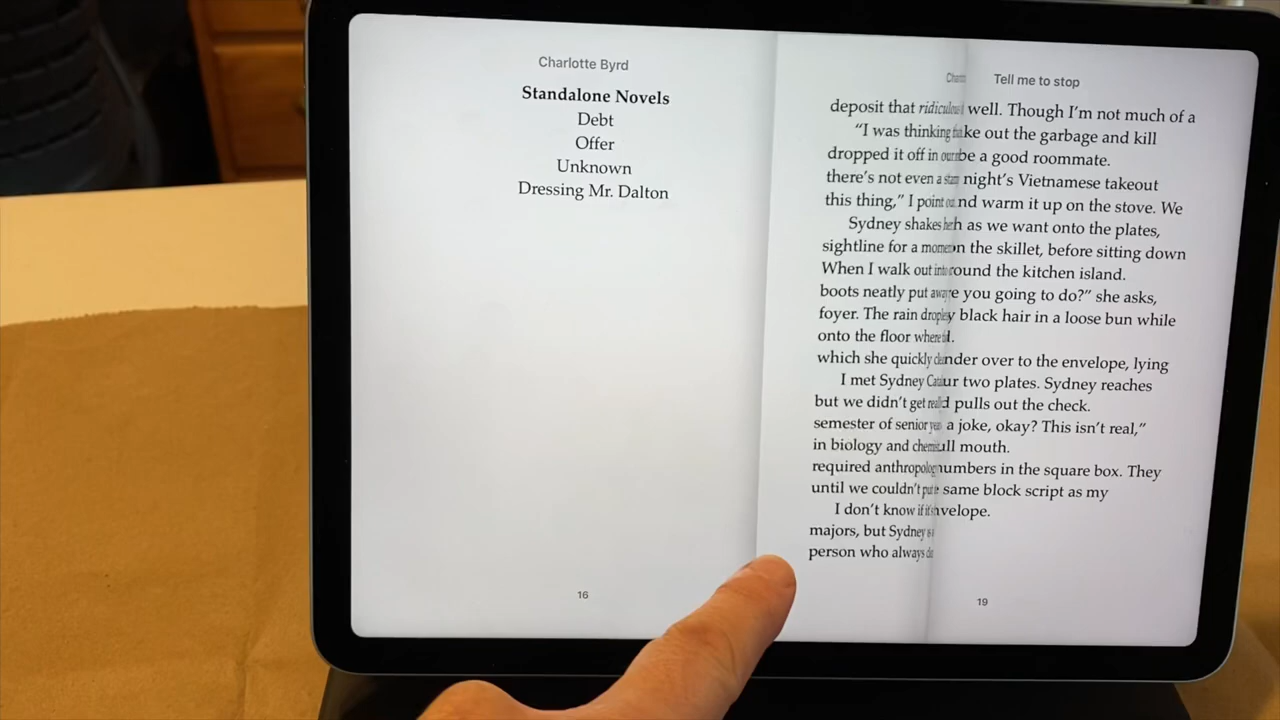 Charlotte Byrd
Standalone Novels
Debt
Offer
Unknown
Dressing Mr. Dalton
16
deposit that
"I was thinking
dropped it off in
there's not even a
this thing," I point
Sydney shakes
sightline for a
When I walk out
boots neatly put
foyer. The rain
onto the floor where
which she quickly
I met Sydney
but we didn't get
semester of senior
in biology and
required
until we couldn't
I don't know if
majors, but Sydney
person who always
Tell me to stop
well. Though I'm not much of a
out the garbage and kill
be a good roommate.
night's Vietnamese takeout
and warm it up on the stove. We
as we want onto the plates,
the skillet, before sitting down
the kitchen island.
you going to do?" she asks,
black hair in a loose bun while
over to the envelope, lying
two plates. Sydney reaches
pulls out the check.
a joke, okay? This isn't real,"
mouth.
numbers in the square box. They
same block script as my
envelope.
19